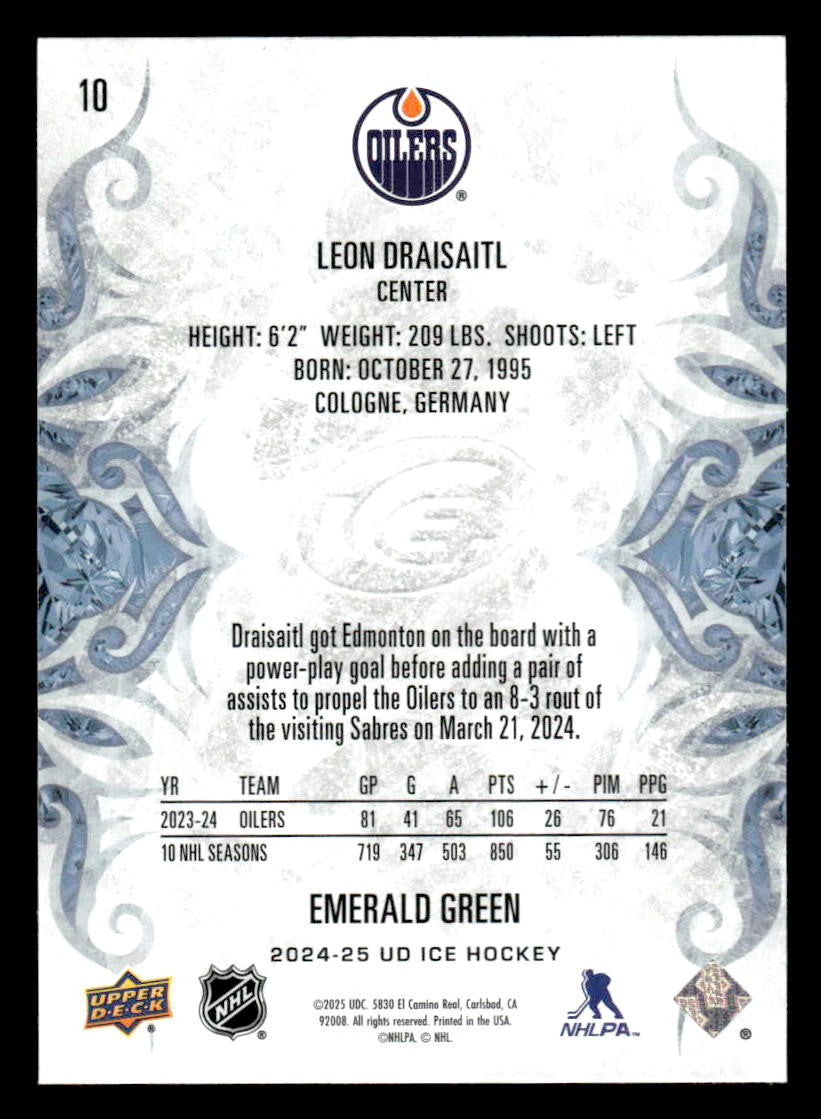 10
OILERS
®
LEON DRAISAITL
CENTER
HEIGHT: 6'2" WEIGHT: 209 LBS. SHOOTS: LEFT
BORN: OCTOBER 27, 1995
COLOGNE, GERMANY
ICE
Draisaitl got Edmonton on the board with a
power-play goal before adding a pair of
assists to propel the Oilers to an 8-3 rout of
the visiting Sabres on March 21, 2024.
YR TEAM GP G A PTS +/- PIM PPG
2023-24 OILERS 81 41 65 106 26 76 21
10 NHL SEASONS 719 347 503 850 55 306 146
EMERALD GREEN
2024-25 UD ICE HOCKEY
UPPER
D·E·C·K
®
NHL
®
©2025 UDC. 5830 El Camino Real, Carlsbad, CA
92008. All rights reserved. Printed in the USA.
©NHLPA. © NHL.
NHLPA™
®